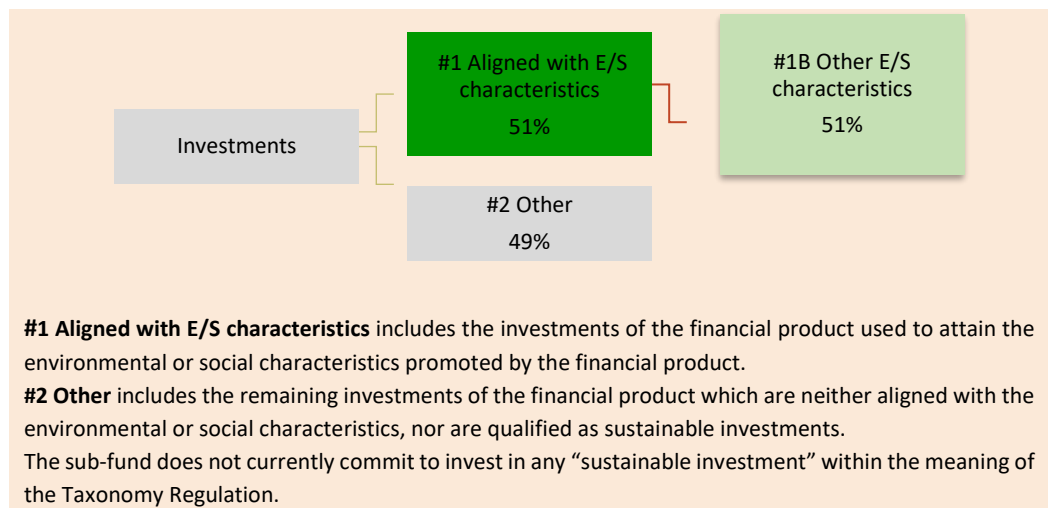 Investments
#1 Aligned with E/S
characteristics
51%
#1B Other E/S
characteristics
51%
#2 Other
49%
#1 Aligned with E/S characteristics includes the investments of the financial product used to attain the
environmental or social characteristics promoted by the financial product.
#2 Other includes the remaining investments of the financial product which are neither aligned with the
environmental or social characteristics, nor are qualified as sustainable investments.
The sub-fund does not currently commit to invest in any “sustainable investment” within the meaning of
the Taxonomy Regulation.